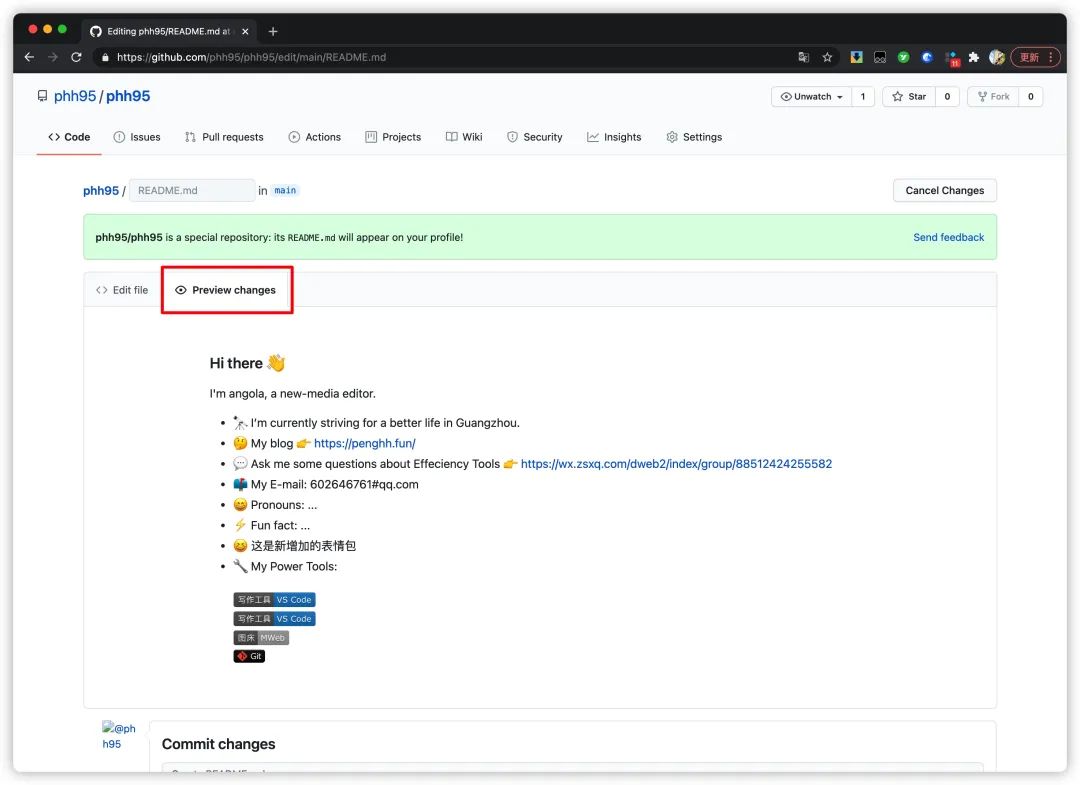 Editing phh95/README.md at
https://github.com/phh95/phh95/edit/main/README.md
11
更新
phh95 / phh95
Unwatch 1 Star 0 Fork 0
Code Issues Pull requests Actions Projects Wiki Security Insights Settings
phh95 / README.md in main
Cancel Changes
phh95/phh95 is a special repository: its README.md will appear on your profile!
Send feedback
Edit file Preview changes
Hi there 👋
I'm angola, a new-media editor.
• 🔭 I'm currently striving for a better life in Guangzhou.
• 🤔 My blog 👉 https://penghh.fun/
• 💬 Ask me some questions about Effeciency Tools 👉 https://wx.zsxq.com/dweb2/index/group/88512424255582
• 📫 My E-mail: 602646761#qq.com
• 😄 Pronouns: ...
• ⚡ Fun fact: ...
• 😆 这是新增加的表情包
• 🔧 My Power Tools:
写作工具 VS Code
写作工具 VS Code
图床 MWeb
Git
@ph
h95
Commit changes